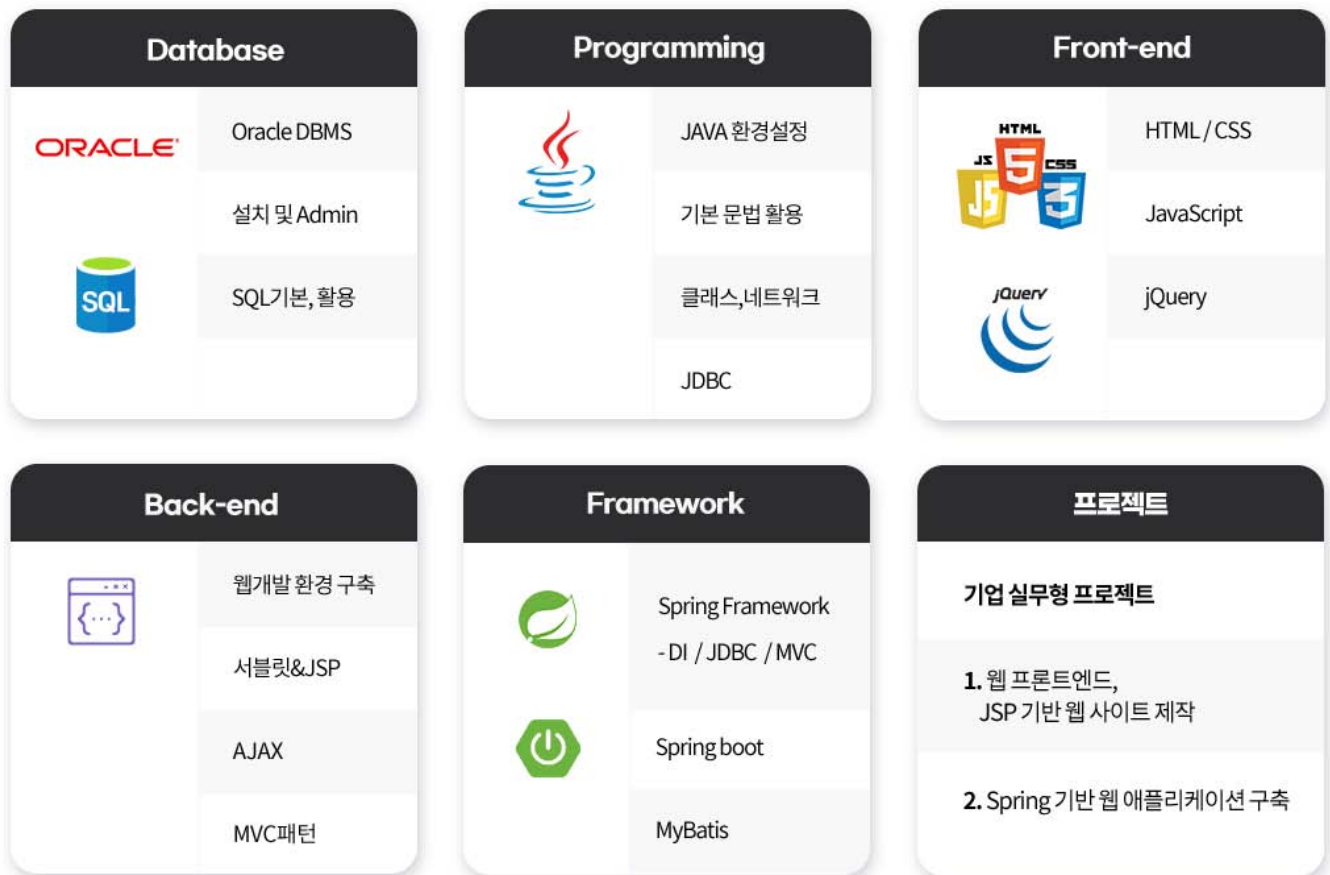 Database
ORACLE
SQL
Oracle DBMS
설치 및 Admin
SQL기본, 활용
Programming
JAVA 환경설정
기본 문법 활용
클래스,네트워크
JDBC
Front-end
HTML
JS
CSS
JS
5
3
jQuery
HTML / CSS
JavaScript
jQuery
Back-end
{···}
웹개발 환경 구축
서블릿&JSP
AJAX
MVC패턴
Framework
Spring Framework
- DI / JDBC / MVC
Spring boot
MyBatis
프로젝트
기업 실무형 프로젝트
1. 웹 프론트엔드,
JSP 기반 웹 사이트 제작
2. Spring 기반 웹 애플리케이션 구축